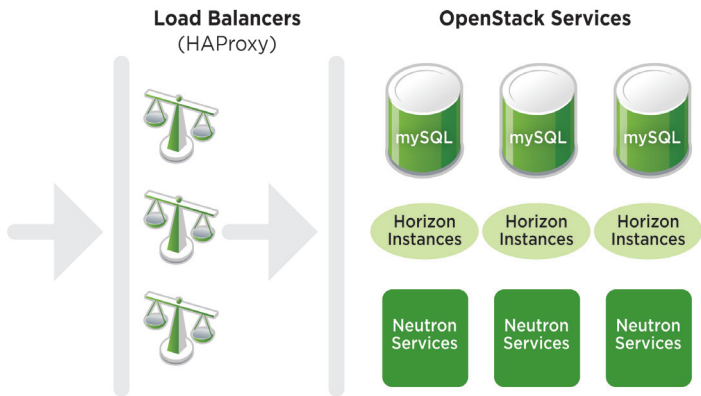 Load Balancers
(HAProxy)
OpenStack Services
mySQL
mySQL
mySQL
Horizon
Instances
Horizon
Instances
Horizon
Instances
Neutron
Services
Neutron
Services
Neutron
Services